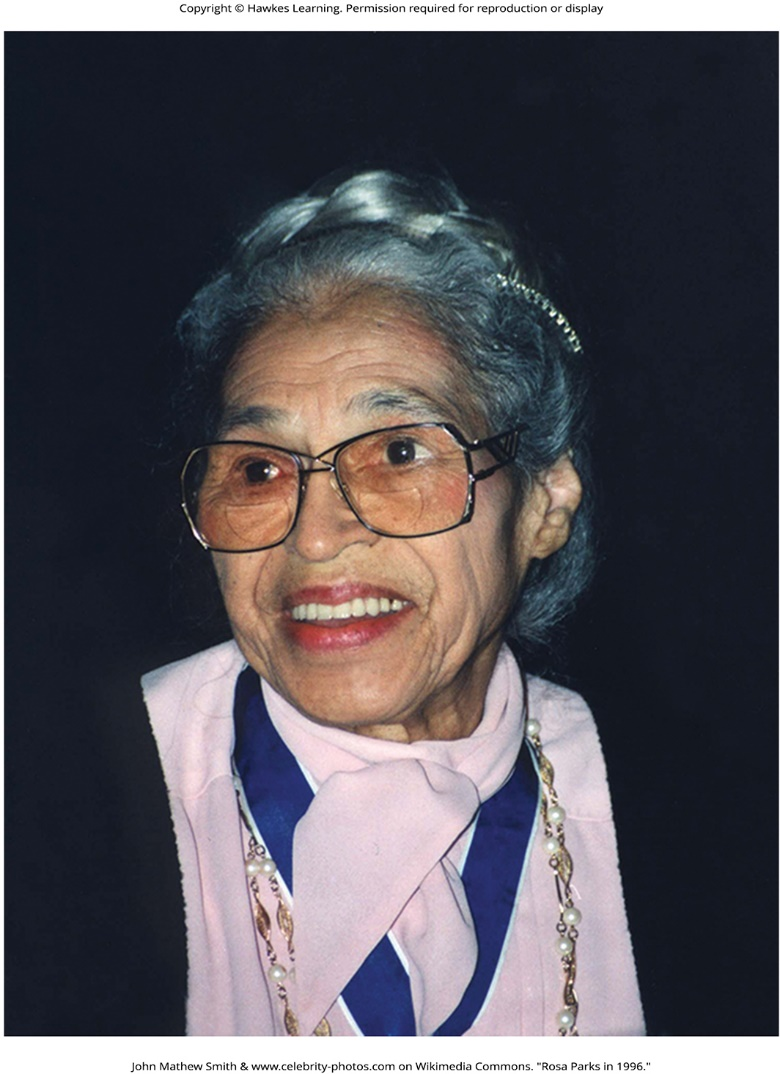 Copyright © Hawkes Learning. Permission required for reproduction or display
John Mathew Smith & www.celebrity-photos.com on Wikimedia Commons. "Rosa Parks in 1996."